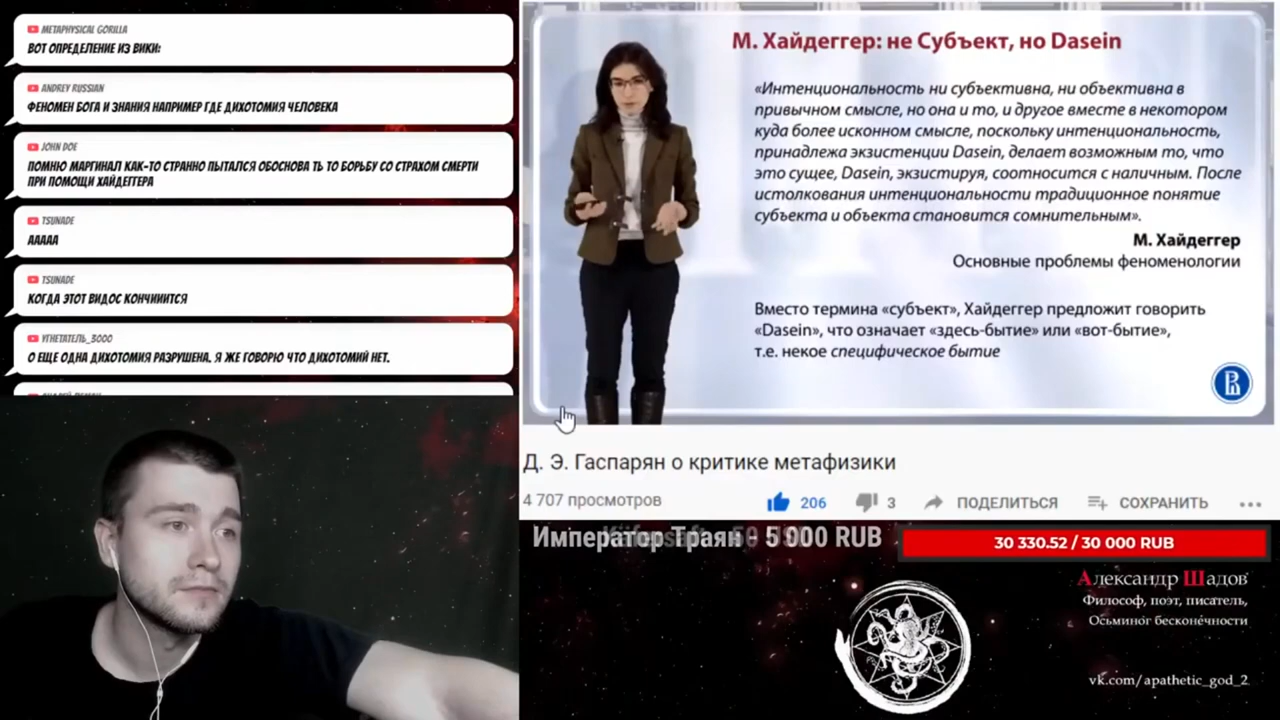 METAPHYSICAL GORILLA
ВОТ ОПРЕДЕЛЕНИЕ ИЗ ВИКИ:
ANDREY RUSSIAN
ФЕНОМЕН БОГА И ЗНАНИЯ НАПРИМЕР ГДЕ ДИХОТОМИЯ ЧЕЛОВЕКА
JOHN DOE
ПОМНЮ МАРГИНАЛ КАК-ТО СТРАННО ПЫТАЛСЯ ОБОСНОВА ТЬ ТО БОРЬБУ СО СТРАХОМ СМЕРТИ
ПРИ ПОМОЩИ ХАЙДЕГГЕРА
TSUNADE
ААААА
TSUNADE
КОГДА ЭТОТ ВИДОС КОНЧИИИТСЯ
УГНЕТАТЕЛЬ_3000
О ЕЩЕ ОДНА ДИХОТОМИЯ РАЗРУШЕНА. Я ЖЕ ГОВОРЮ ЧТО ДИХОТОМИЙ НЕТ.
М. Хайдеггер: не Субъект, но Dasein
«Интенциональность ни субъективна, ни объективна в
привычном смысле, но она и то, и другое вместе в некотором
куда более исконном смысле, поскольку интенциональность,
принадлежа экзистенции Dasein, делает возможным то, что
это сущее, Dasein, экзистируя, соотносится с наличным. После
истолкования интенциональности традиционное понятие
субъекта и объекта становится сомнительным».
М. Хайдеггер
Основные проблемы феноменологии
Вместо термина «субъект», Хайдеггер предложит говорить
«Dasein», что означает «здесь-бытие» или «вот-бытие»,
т.е. некое специфическое бытие
Д. Э. Гаспарян о критике метафизики
4 707 просмотров
206
3
ПОДЕЛИТЬСЯ
СОХРАНИТЬ
Император Траян - 5 000 RUB
30 330.52 / 30 000 RUB
Александр Шадов
Философ, поэт, писатель,
Осьминог бесконечности
vk.com/apathetic_god_2